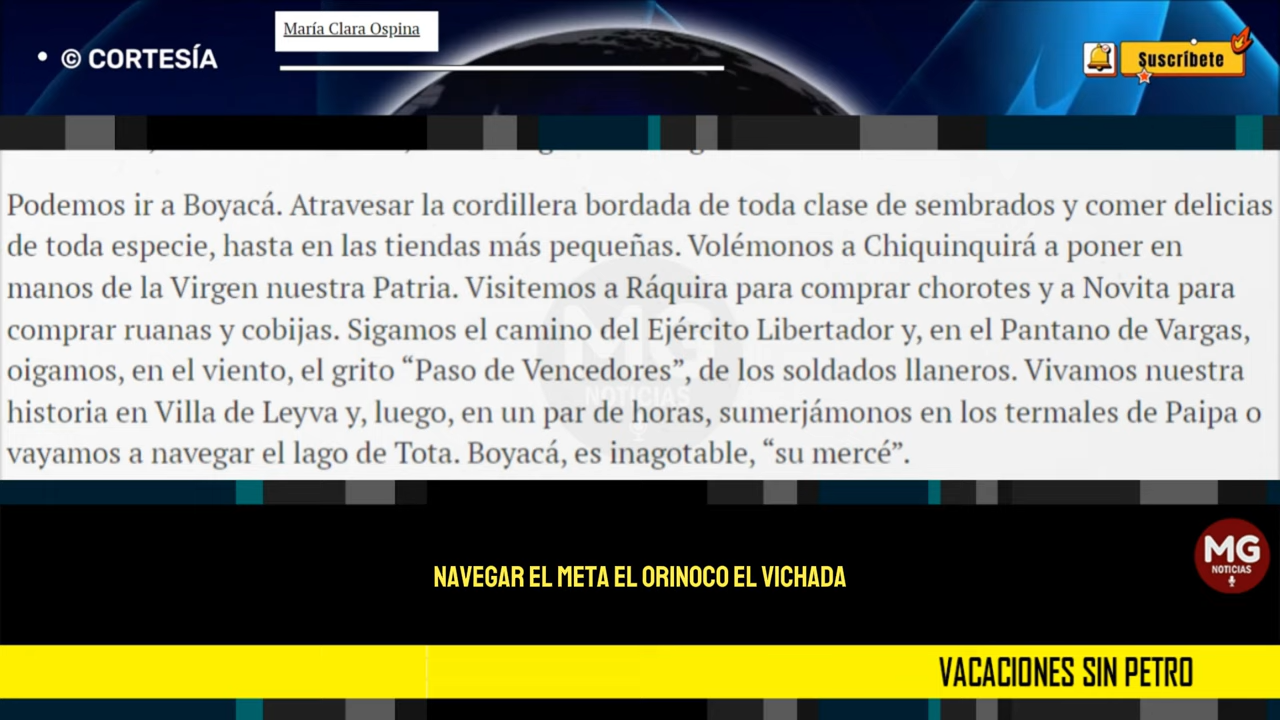 María Clara Ospina
• © CORTESÍA
Suscríbete
Podemos ir a Boyacá. Atravesar la cordillera bordada de toda clase de sembrados y comer delicias
de toda especie, hasta en las tiendas más pequeñas. Volémonos a Chiquinquirá a poner en
manos de la Virgen nuestra Patria. Visitemos a Ráquira para comprar chorotes y a Novita para
comprar ruanas y cobijas. Sigamos el camino del Ejército Libertador y, en el Pantano de Vargas,
oigamos, en el viento, el grito “Paso de Vencedores”, de los soldados llaneros. Vivamos nuestra
historia en Villa de Leyva y, luego, en un par de horas, sumerjámonos en los termales de Paipa o
vayamos a navegar el lago de Tota. Boyacá, es inagotable, “su mercé”.
MG
NOTICIAS
NAVEGAR EL META EL ORINOCO EL VICHADA
MG
NOTICIAS
VACACIONES SIN PETRO